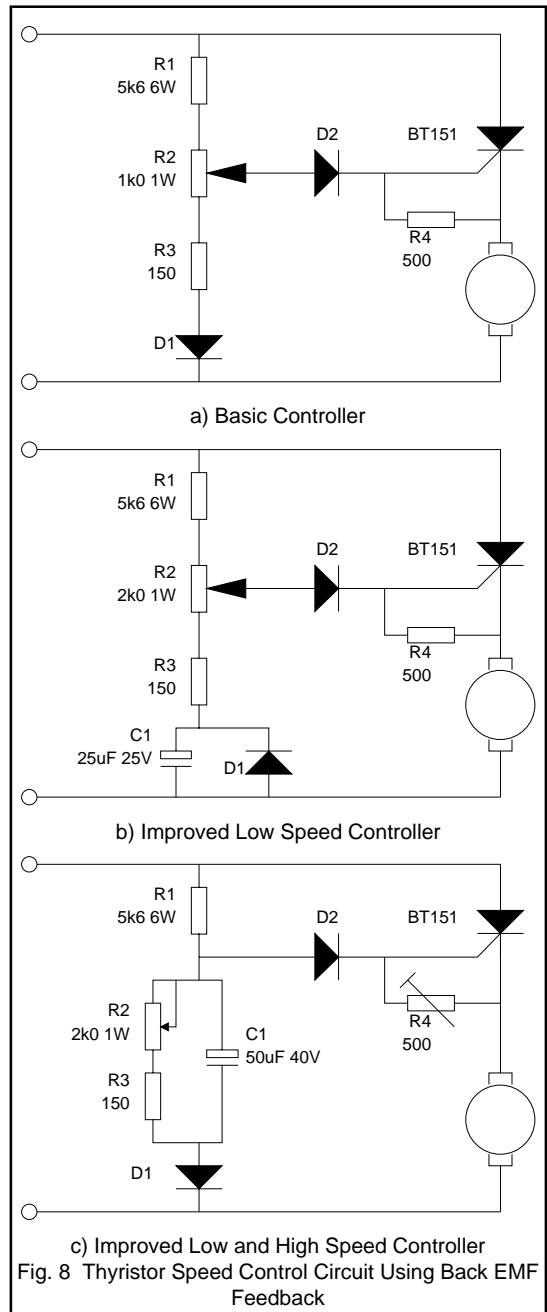 R1
5k6 6W
D2
BT151
R2
1k0 1W
R4
500
R3
150
D1
a) Basic Controller
R1
5k6 6W
D2
BT151
R2
2k0 1W
R4
500
R3
150
C1
25uF 25V
D1
b) Improved Low Speed Controller
R1
5k6 6W
D2
BT151
R2
2k0 1W
C1
50uF 40V
R4
500
R3
150
D1
c) Improved Low and High Speed Controller
Fig. 8 Thyristor Speed Control Circuit Using Back EMF
Feedback